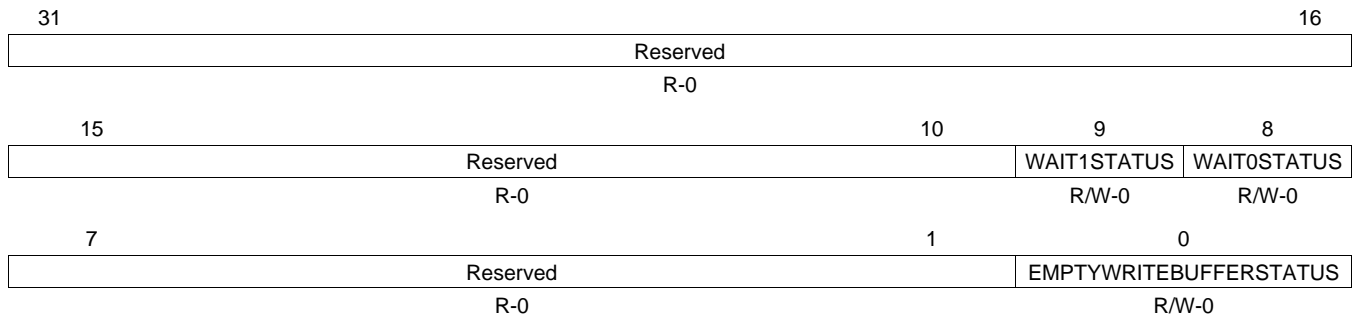 31 16
Reserved
R-0
15 10 9 8
Reserved WAIT1STATUS WAIT0STATUS
R-0 R/W-0 R/W-0
7 1 0
Reserved EMPTYWRITEBUFFERSTATUS
R-0 R/W-0